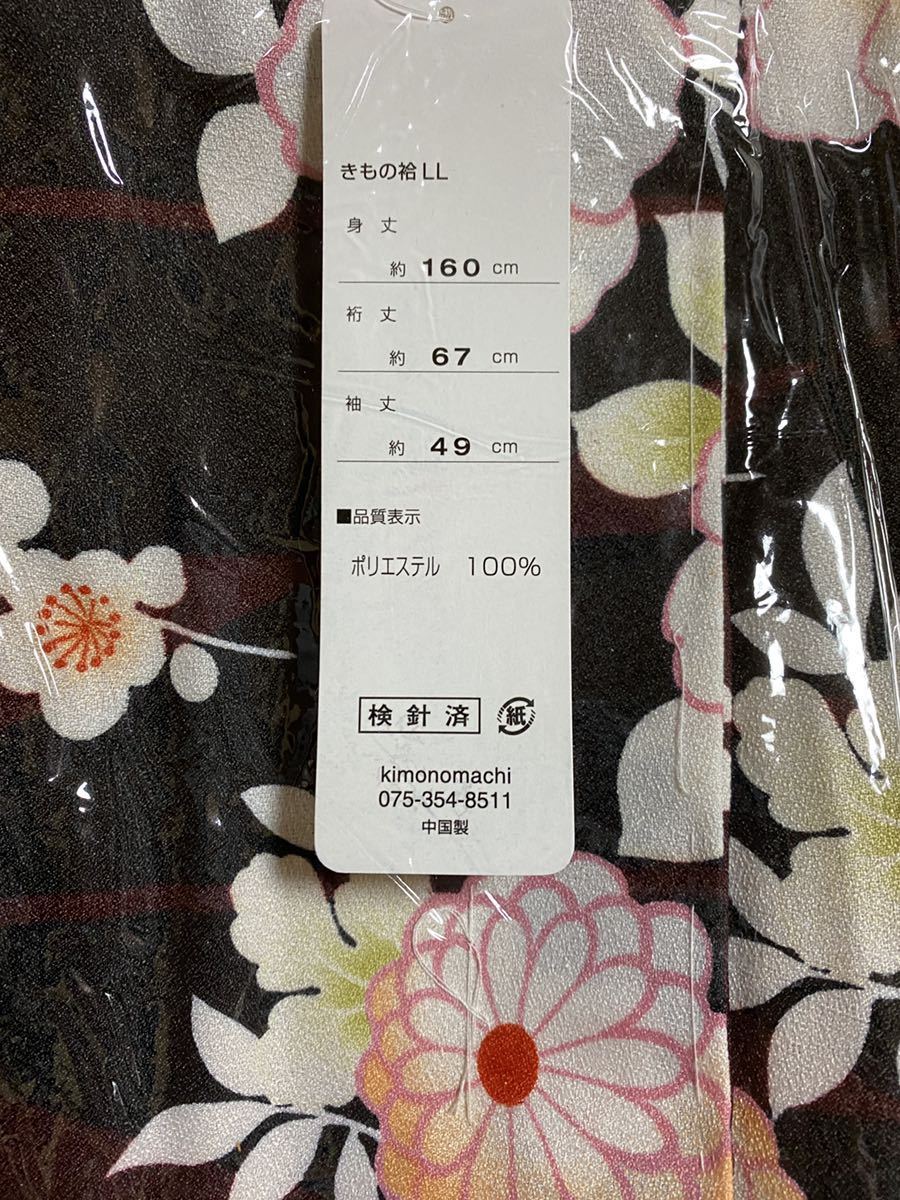 きもの袷LL
身 丈
約 160 cm
裄 丈
約 67 cm
袖 丈
約 49 cm
■品質表示
ポリエステル 100%
検針済
紙
kimonomachi
075-354-8511
中国製